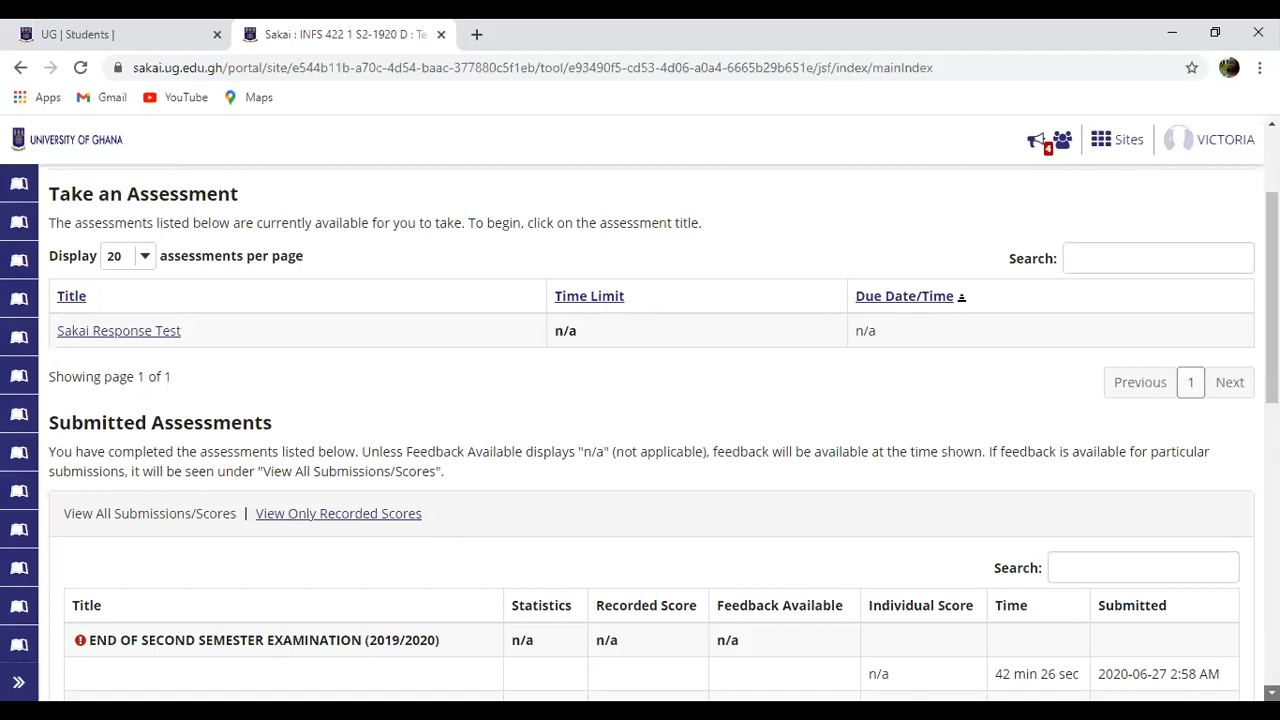 UG | Students |
Sakai : INFS 422 1 S2-1920 D : Te
sakai.ug.edu.gh/portal/site/e544b11b-a70c-4d54-baac-377880c5f1eb/tool/e93490f5-cd53-4d06-a0a4-6665b29b651e/jsf/index/mainIndex
Apps Gmail YouTube Maps
UNIVERSITY OF GHANA
4 Sites VICTORIA
Take an Assessment
The assessments listed below are currently available for you to take. To begin, click on the assessment title.
Display 20 assessments per page
Search:
Title Time Limit Due Date/Time
Sakai Response Test n/a n/a
Showing page 1 of 1
Previous 1 Next
Submitted Assessments
You have completed the assessments listed below. Unless Feedback Available displays "n/a" (not applicable), feedback will be available at the time shown. If feedback is available for particular
submissions, it will be seen under "View All Submissions/Scores".
View All Submissions/Scores | View Only Recorded Scores
Search:
Title Statistics Recorded Score Feedback Available Individual Score Time Submitted
END OF SECOND SEMESTER EXAMINATION (2019/2020) n/a n/a n/a
n/a 42 min 26 sec 2020-06-27 2:58 AM